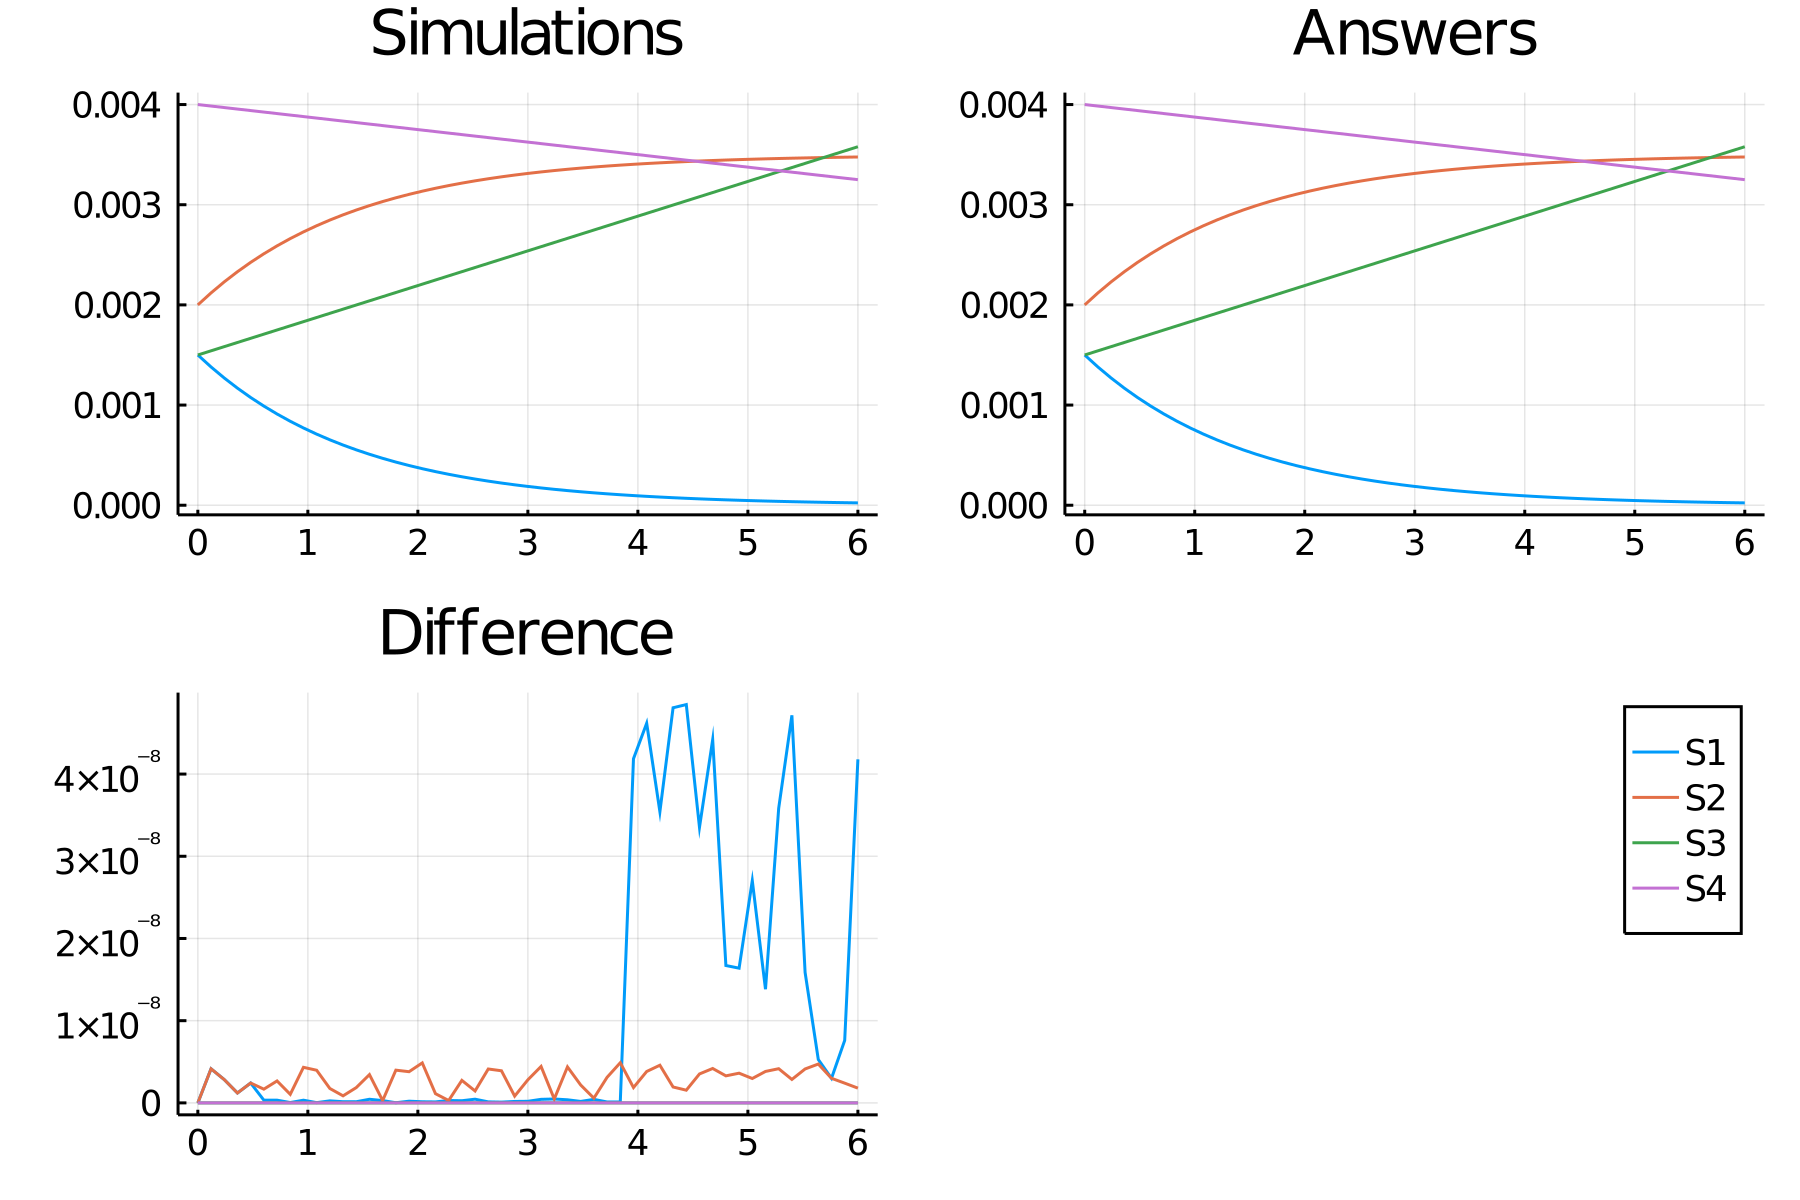 Simulations
0.004
0.003
0.002
0.001
0.000
0 1 2 3 4 5 6
Answers
0.004
0.003
0.002
0.001
0.000
0 1 2 3 4 5 6
Difference
4×10⁻⁸
3×10⁻⁸
2×10⁻⁸
1×10⁻⁸
0
0 1 2 3 4 5 6
S1
S2
S3
S4